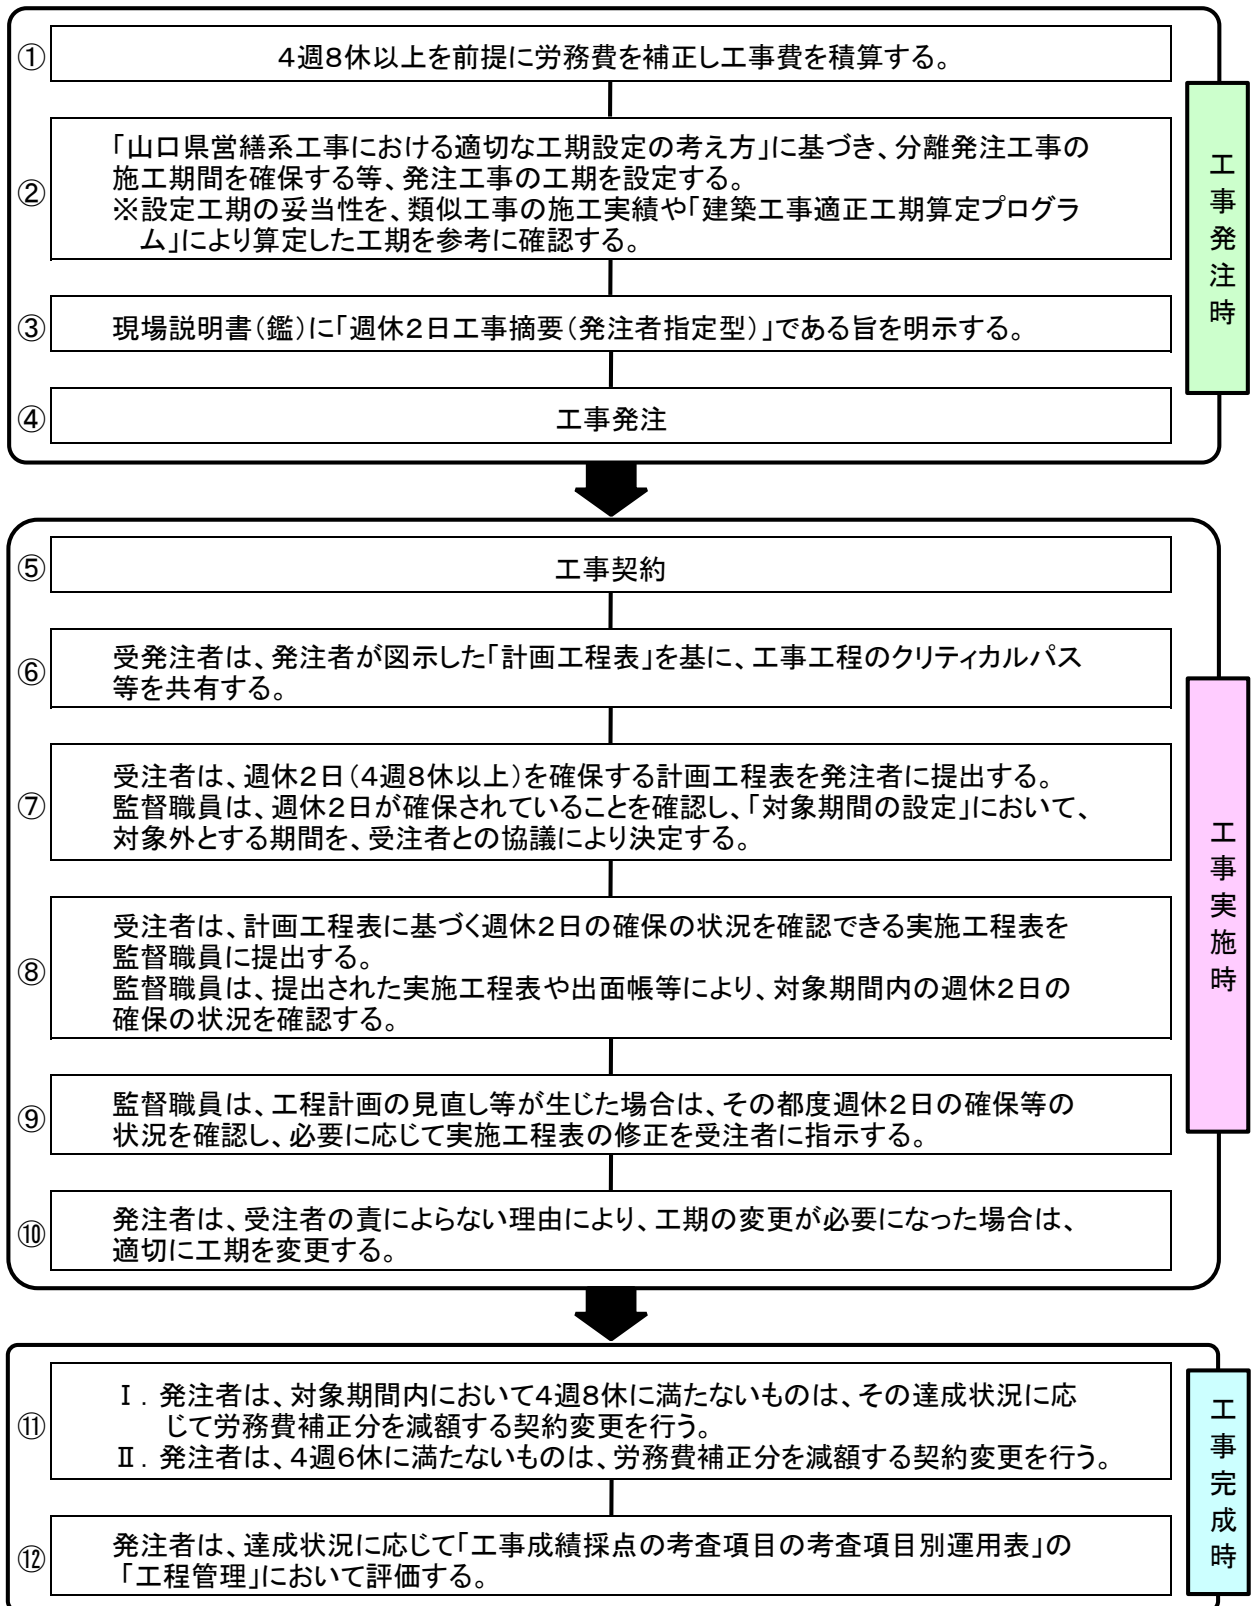 ①
4週8休以上を前提に労務費を補正し工事費を積算する。
②
「山口県営繕系工事における適切な工期設定の考え方」に基づき、分離発注工事の
施工期間を確保する等、発注工事の工期を設定する。
※設定工期の妥当性を、類似工事の施工実績や「建築工事適正工期算定プログラ
ム」により算定した工期を参考に確認する。
③
現場説明書(鑑)に「週休2日工事摘要(発注者指定型)」である旨を明示する。
④
工事発注
工事発注時
⑤
工事契約
⑥
受発注者は、発注者が図示した「計画工程表」を基に、工事工程のクリティカルパス
等を共有する。
⑦
受注者は、週休2日(4週8休以上)を確保する計画工程表を発注者に提出する。
監督職員は、週休2日が確保されていることを確認し、「対象期間の設定」において、
対象外とする期間を、受注者との協議により決定する。
⑧
受注者は、計画工程表に基づく週休2日の確保の状況を確認できる実施工程表を
監督職員に提出する。
監督職員は、提出された実施工程表や出面帳等により、対象期間内の週休2日の
確保の状況を確認する。
⑨
監督職員は、工程計画の見直し等が生じた場合は、その都度週休2日の確保等の
状況を確認し、必要に応じて実施工程表の修正を受注者に指示する。
⑩
発注者は、受注者の責によらない理由により、工期の変更が必要になった場合は、
適切に工期を変更する。
工事実施時
⑪
Ⅰ.発注者は、対象期間内において4週8休に満たないものは、その達成状況に応
じて労務費補正分を減額する契約変更を行う。
Ⅱ.発注者は、4週6休に満たないものは、労務費補正分を減額する契約変更を行う。
⑫
発注者は、達成状況に応じて「工事成績採点の考査項目の考査項目別運用表」の
「工程管理」において評価する。
工事完成時